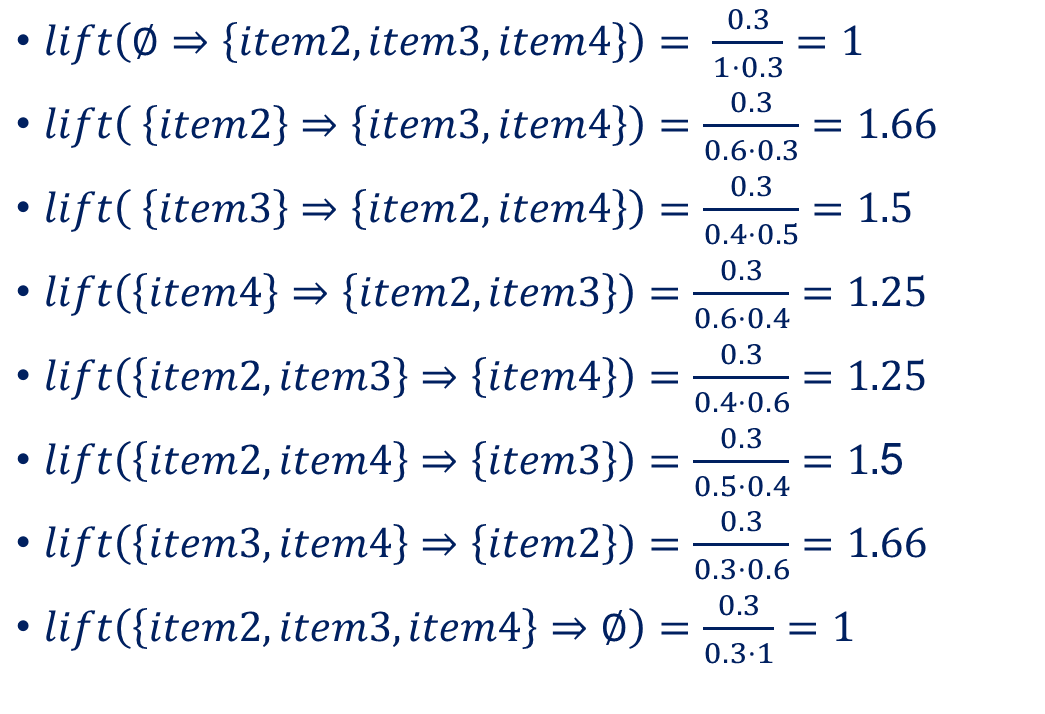 • lift(∅ ⇒ {item2, item3, item4}) = 0.3/(1·0.3) = 1
• lift( {item2} ⇒ {item3, item4}) = 0.3/(0.6·0.3) = 1.66
• lift( {item3} ⇒ {item2, item4}) = 0.3/(0.4·0.5) = 1.5
• lift({item4} ⇒ {item2, item3}) = 0.3/(0.6·0.4) = 1.25
• lift({item2, item3} ⇒ {item4}) = 0.3/(0.4·0.6) = 1.25
• lift({item2, item4} ⇒ {item3}) = 0.3/(0.5·0.4) = 1.5
• lift({item3, item4} ⇒ {item2}) = 0.3/(0.3·0.6) = 1.66
• lift({item2, item3, item4} ⇒ ∅) = 0.3/(0.3·1) = 1